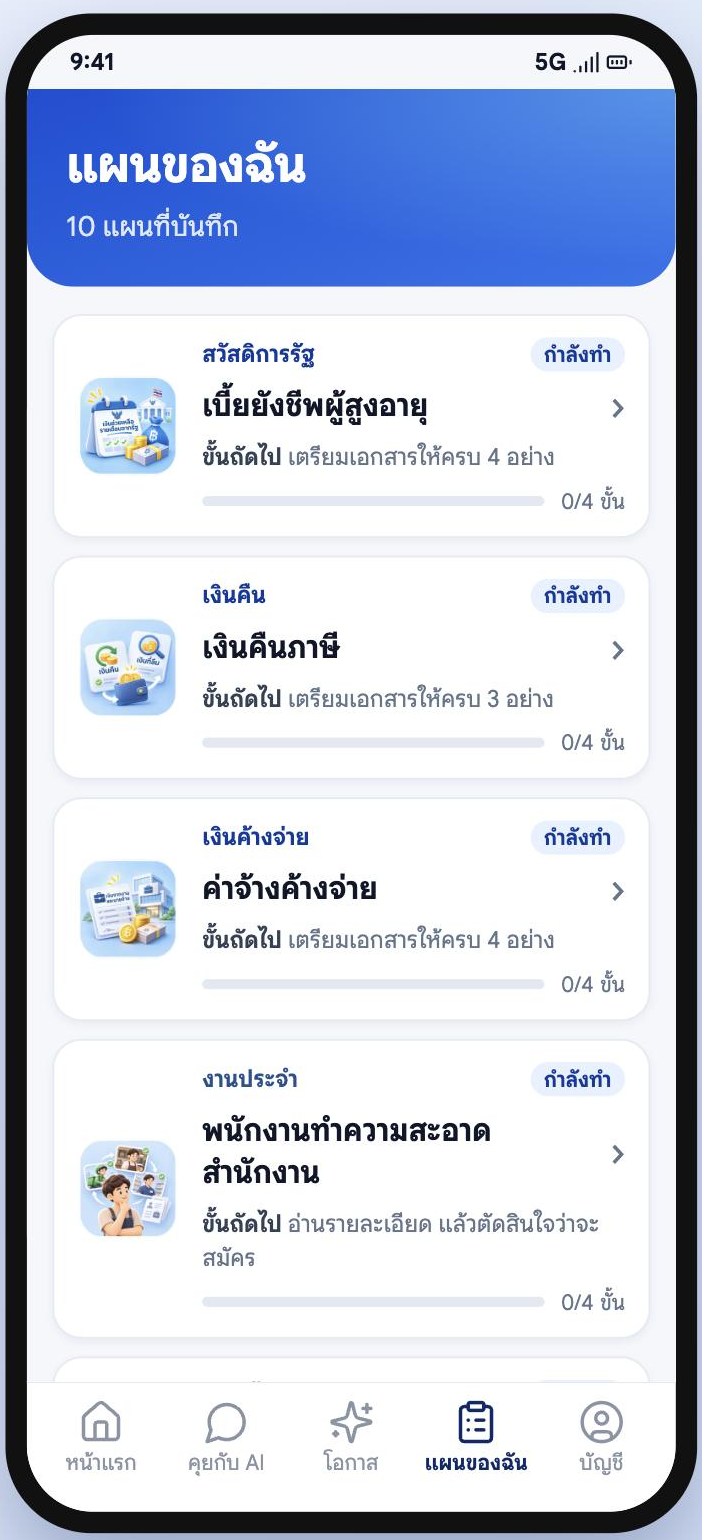 9:41
5G
แผนของฉัน
10 แผนที่บันทึก
สวัสดิการรัฐ
กำลังทำ
เบี้ยยังชีพผู้สูงอายุ
ขั้นถัดไป เตรียมเอกสารให้ครบ 4 อย่าง
0/4 ขั้น
เงินคืน
กำลังทำ
เงินคืนภาษี
ขั้นถัดไป เตรียมเอกสารให้ครบ 3 อย่าง
0/4 ขั้น
เงินคืน
เงินค้างจ่าย
กำลังทำ
ค่าจ้างค้างจ่าย
ขั้นถัดไป เตรียมเอกสารให้ครบ 4 อย่าง
0/4 ขั้น
งานประจำ
กำลังทำ
พนักงานทำความสะอาด
สำนักงาน
ขั้นถัดไป อ่านรายละเอียด แล้วตัดสินใจว่าจะ
สมัคร
0/4 ขั้น
หน้าแรก
คุยกับ AI
โอกาส
แผนของฉัน
บัญชี